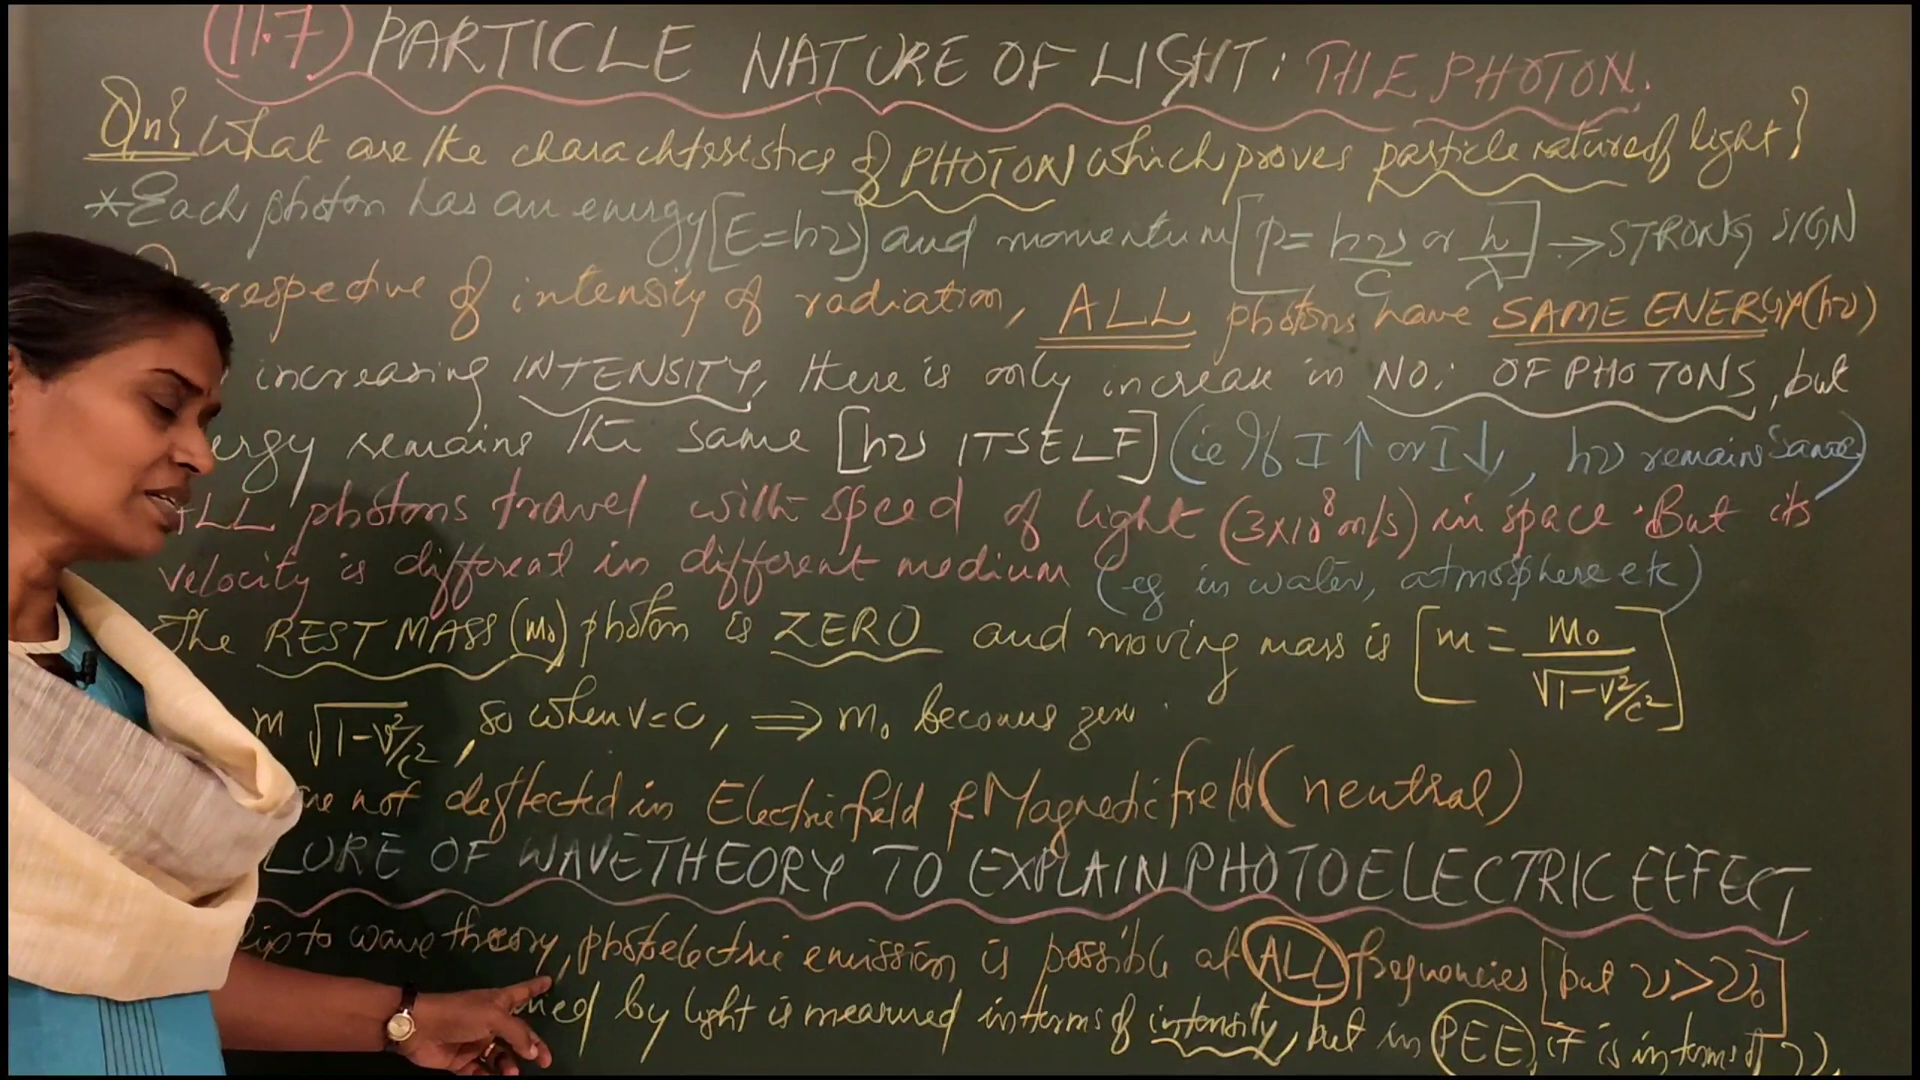 11.7 PARTICLE NATURE OF LIGHT: THE PHOTON.
Qn: What are the charachteristics of PHOTON which proves particle nature of light?
*Each photon has an energy [E=hν] and momentum [p= hν/c or h/λ] → STRONG SIGN
respective of intensity of radiation, ALL photons have SAME ENERGY (hν)
increasing INTENSITY, there is only increase in NO: OF PHOTONS, but
ergy remains the same [hν ITSELF] (ie If I↑ or I↓, hν remains same)
ALL photons travel with speed of light (3×10⁸m/s) in space. But its
velocity is different in different medium (eg in water, atmosphere etc)
The REST MASS (m₀) photon is ZERO and moving mass is [m = m₀/√1-v²/c²]
m √1-v²/c², so when v=c, ⟹ m₀ becomes zero.
are not deflected in Electric field & Magnetic field (neutral)
LURE OF WAVE THEORY TO EXPLAIN PHOTOELECTRIC EFFECT
to wave theory, photoelectric emission is possible at ALL frequencies [but ν>ν₀]
ried by light is measured in terms of intensity, but in PEE, it is in terms of ν).